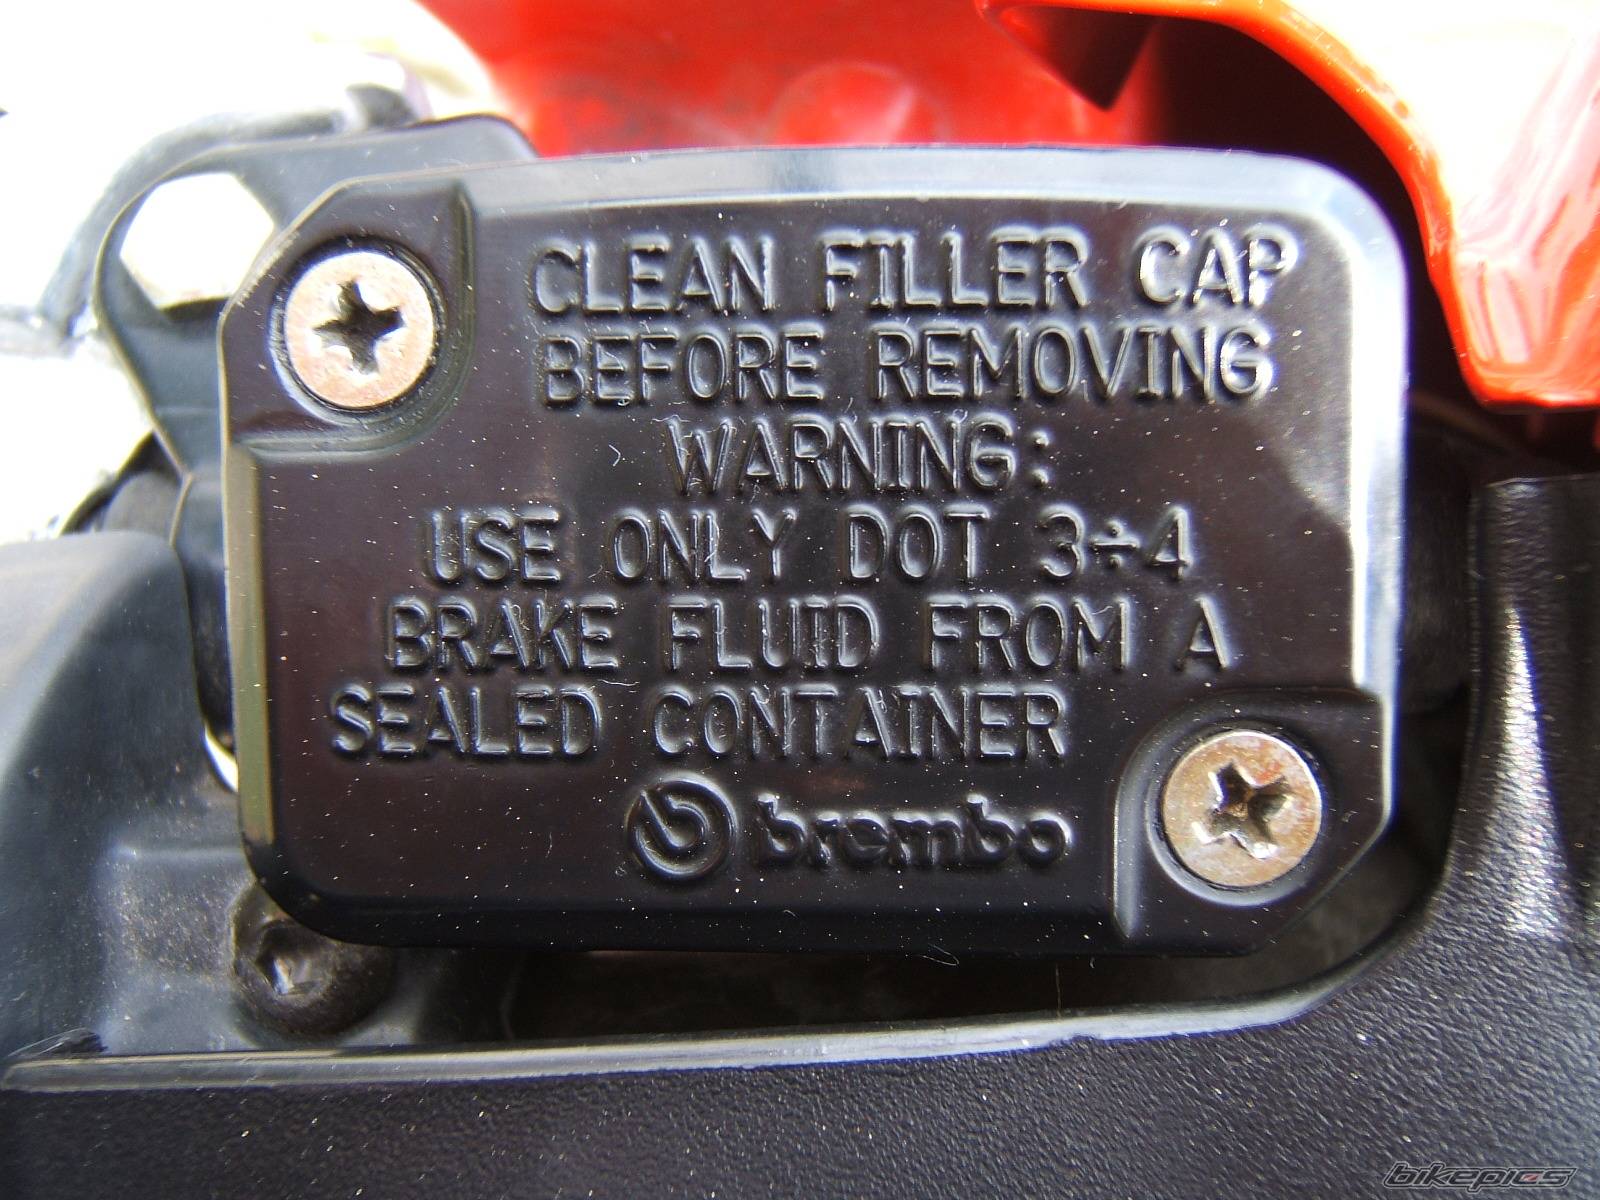 CLEAN FILLER CAP
BEFORE REMOVING
WARNING:
USE ONLY DOT 3÷4
BRAKE FLUID FROM A
SEALED CONTAINER
brembo
bikepics